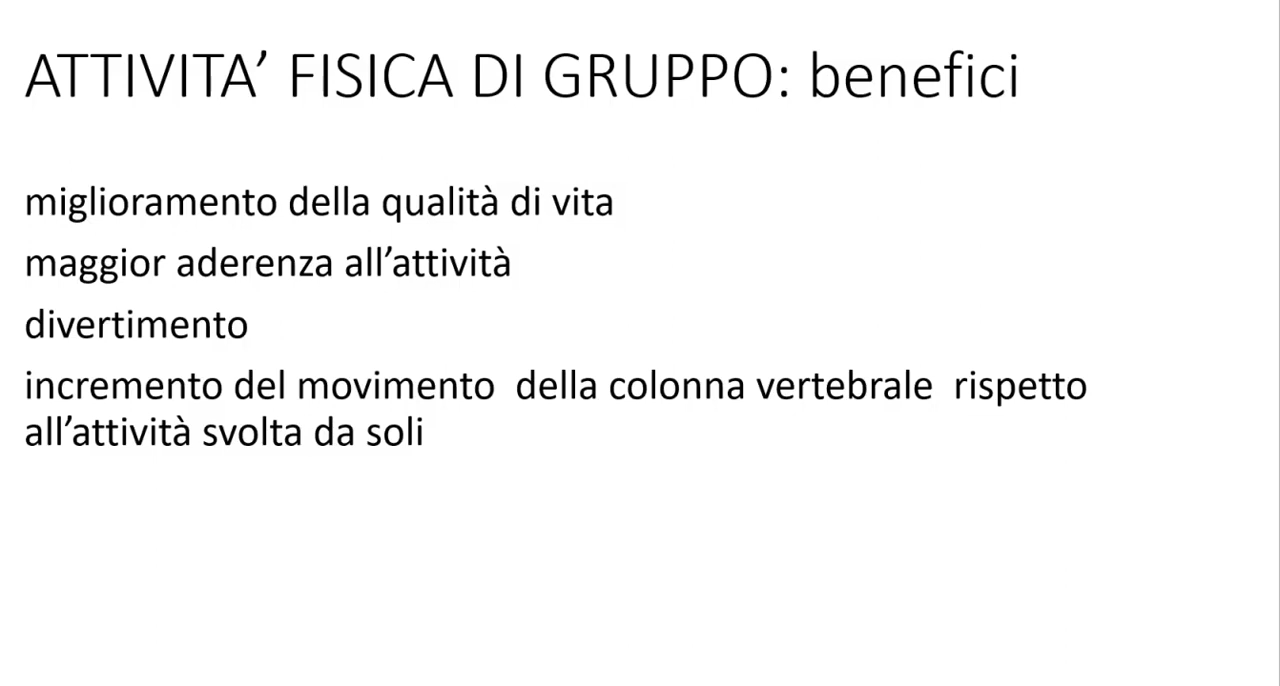 ATTIVITA’ FISICA DI GRUPPO: benefici
miglioramento della qualità di vita
maggior aderenza all’attività
divertimento
incremento del movimento  della colonna vertebrale  rispetto
all’attività svolta da soli